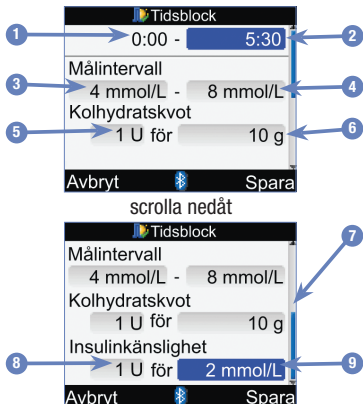 Tidsblock
1 0:00 - 5:30 2
Målintervall
3 4 mmol/L - 8 mmol/L 4
Kolhydratskvot
5 1 U för 10 g 6
Avbryt Spara
scrolla nedåt
Tidsblock
7
Målintervall
4 mmol/L - 8 mmol/L
Kolhydratskvot
1 U för 10 g
Insulinkänslighet
8 1 U för 2 mmol/L 9
Avbryt Spara